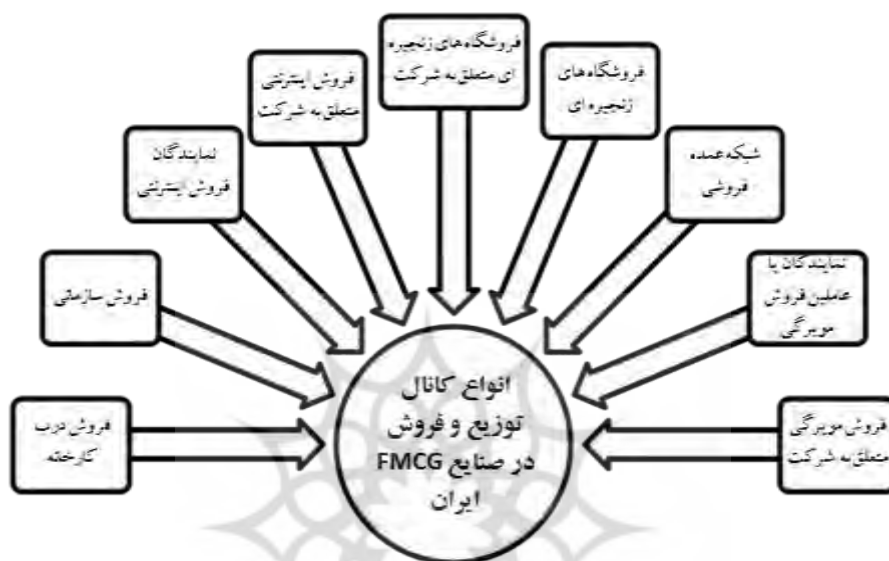 فروشگاه های زنجیره
ای متعلق به شرکت
فروشگاه های
زنجیره ای
فروش اینترنتی
متعلق به شرکت
شبکه عمده
فروشی
نمایندگان
فروش اینترنتی
نمایندگان یا
عاملین فروش
مویرگی
فروش سازمانی
فروش مویرگی
متعلق به شرکت
فروش درب
کارخانه
انواع کانال
توزیع و فروش
در صنایع FMCG
ایران